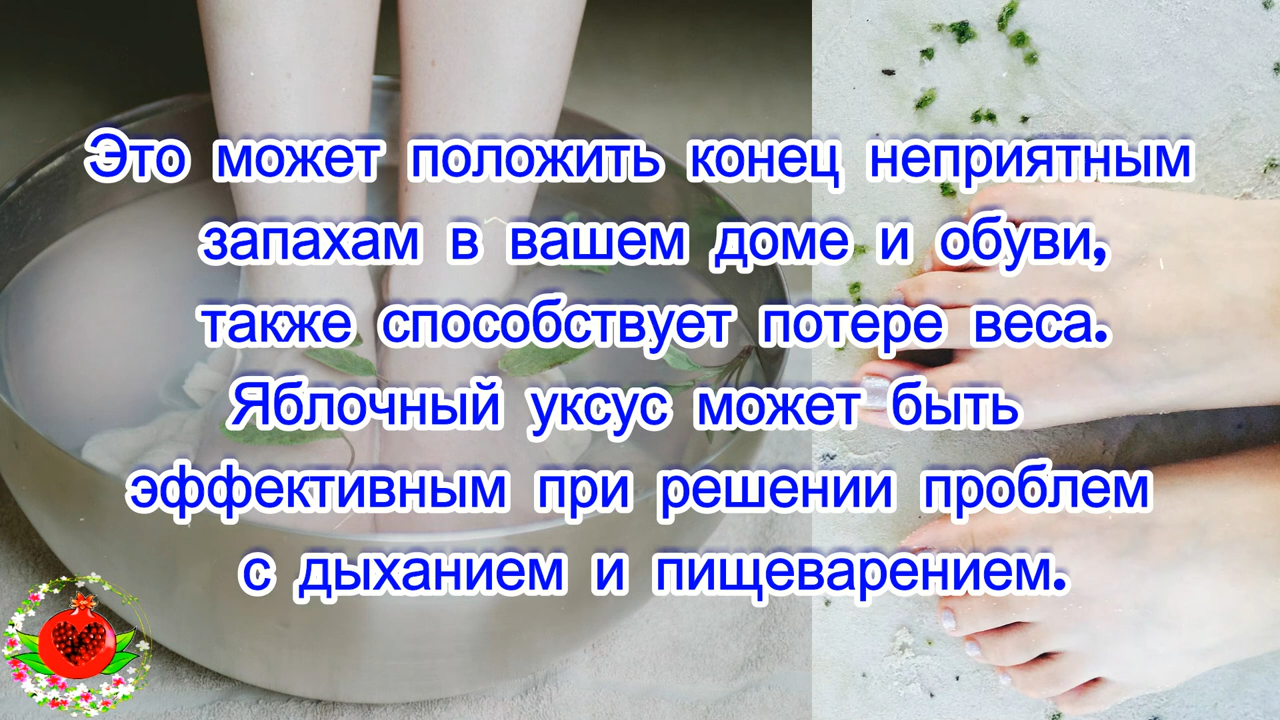 Это может положить конец неприятным
запахам в вашем доме и обуви,
также способствует потере веса.
Яблочный уксус может быть
эффективным при решении проблем
с дыханием и пищеварением.